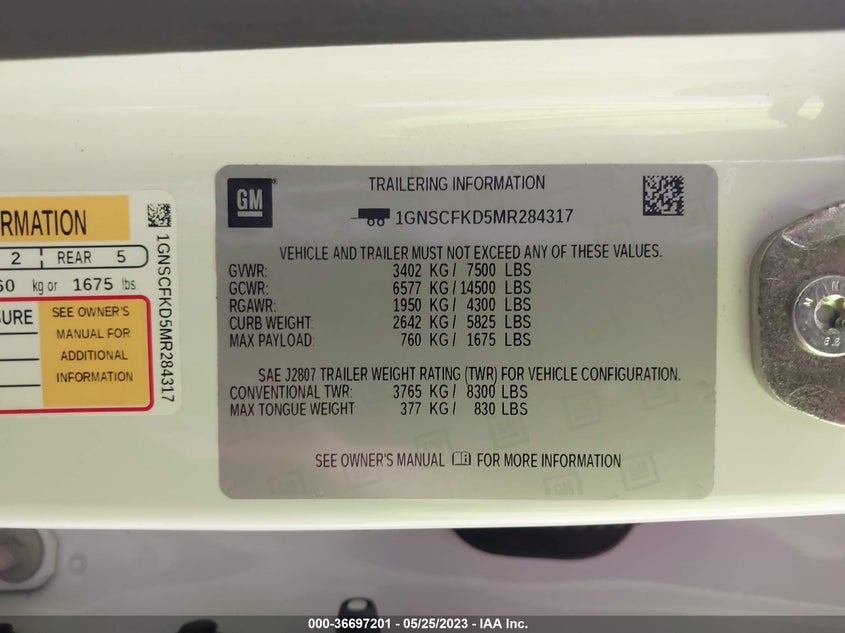 RMATION
2 | REAR 5
60 kg or 1675 lbs
SURE
SEE OWNER'S
MANUAL FOR
ADDITIONAL
INFORMATION
1GNSCFKD5MR284317
GM
TRAILERING INFORMATION
1GNSCFKD5MR284317
VEHICLE AND TRAILER MUST NOT EXCEED ANY OF THESE VALUES.
GVWR: 3402 KG / 7500 LBS
GCWR: 6577 KG / 14500 LBS
RGAWR: 1950 KG / 4300 LBS
CURB WEIGHT: 2642 KG / 5825 LBS
MAX PAYLOAD: 760 KG / 1675 LBS
SAE J2807 TRAILER WEIGHT RATING (TWR) FOR VEHICLE CONFIGURATION.
CONVENTIONAL TWR: 3765 KG / 8300 LBS
MAX TONGUE WEIGHT 377 KG / 830 LBS
SEE OWNER'S MANUAL FOR MORE INFORMATION
GM
000-36697201 - 05/25/2023 - IAA Inc.